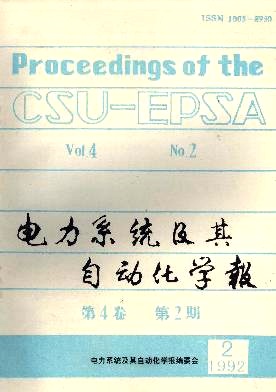 ISSN 1003-8930
Proceedings of the
CSU-EPSA
Vol.4 No.2
电力系统及其
自动化学报
第4卷 第2期
2
1992
电力系统及其自动化学报编委会